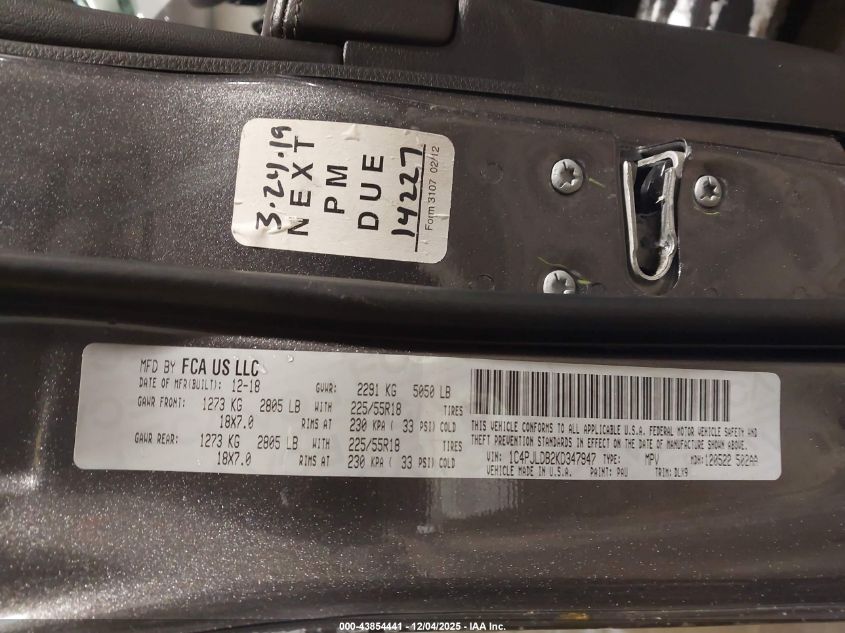 3.24.19
NEXT
PM
DUE
14227
Form 3107 02/12
MFD BY FCA US LLC
DATE OF MFR(BUILT): 12-18 GVWR: 2291 KG 5050 LB
GAWR FRONT: 1273 KG 2805 LB WITH 225/55R18 TIRES
18X7.0 RIMS AT 230 KPA ( 33 PSI) COLD
GAWR REAR: 1273 KG 2805 LB WITH 225/55R18 TIRES
18X7.0 RIMS AT 230 KPA ( 33 PSI) COLD
THIS VEHICLE CONFORMS TO ALL APPLICABLE U.S.A. FEDERAL MOTOR VEHICLE SAFETY AND
THEFT PREVENTION STANDARDS IN EFFECT ON THE DATE OF MANUFACTURE SHOWN ABOVE.
VIN: 1C4PJLDB2KD347947 TYPE: MPV MDH: 120522 502AA
VEHICLE MADE IN U.S.A. PAINT: PAU TRIM: DLX9
000-43854441 - 12/04/2025 - IAA Inc.